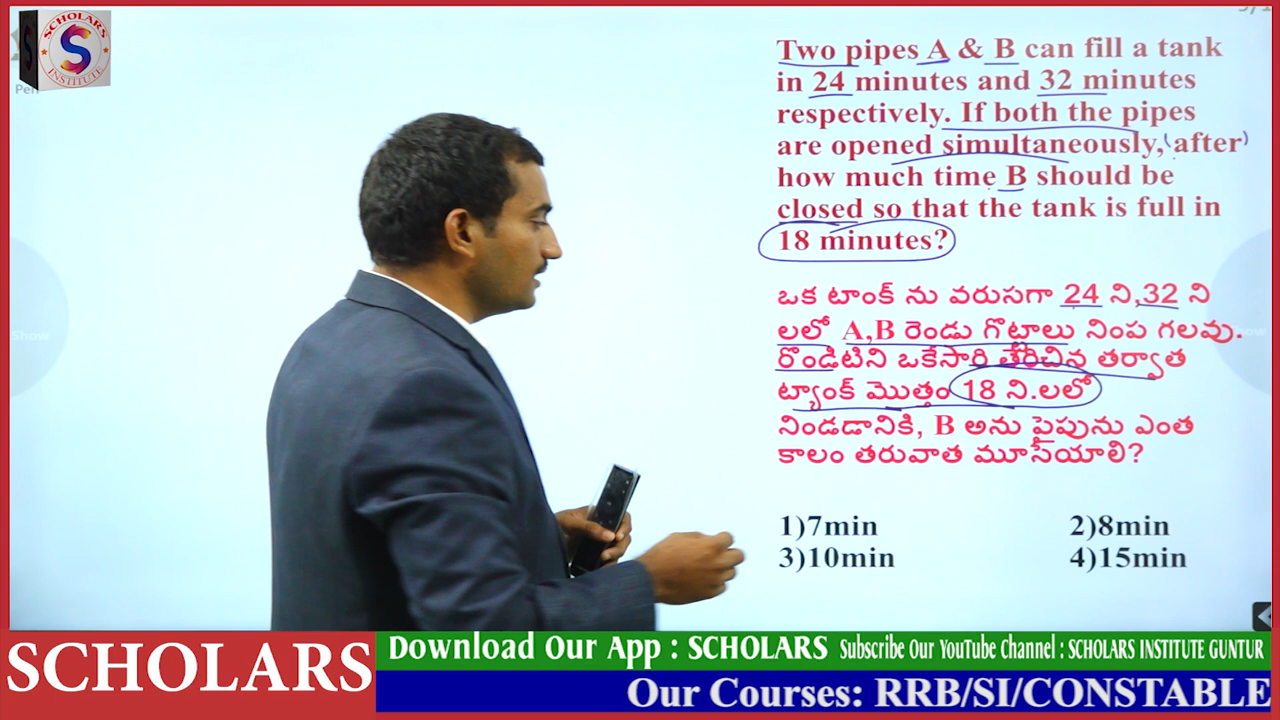 SCHOLARS
S
INSTITUTE
Pen
Two pipes A & B can fill a tank
in 24 minutes and 32 minutes
respectively. If both the pipes
are opened simultaneously, (after)
how much time B should be
closed so that the tank is full in
18 minutes?
ఒక టాంక్ ను వరుసగా 24 ని,32 ని
లలో A,B రెండు గొట్టాలు నింప గలవు.
రొండిటిని ఒకేసారి తెరిచిన తర్వాత
ట్యాంక్ మొత్తం 18 ని.లలో
నిండడానికి, B అను పైపును ఎంత
కాలం తరువాత మూసేయాలి?
1)7min 2)8min
3)10min 4)15min
Show
Show
SCHOLARS
Download Our App : SCHOLARS Subscribe Our YouTube Channel : SCHOLARS INSTITUTE GUNTUR
Our Courses: RRB/SI/CONSTABLE